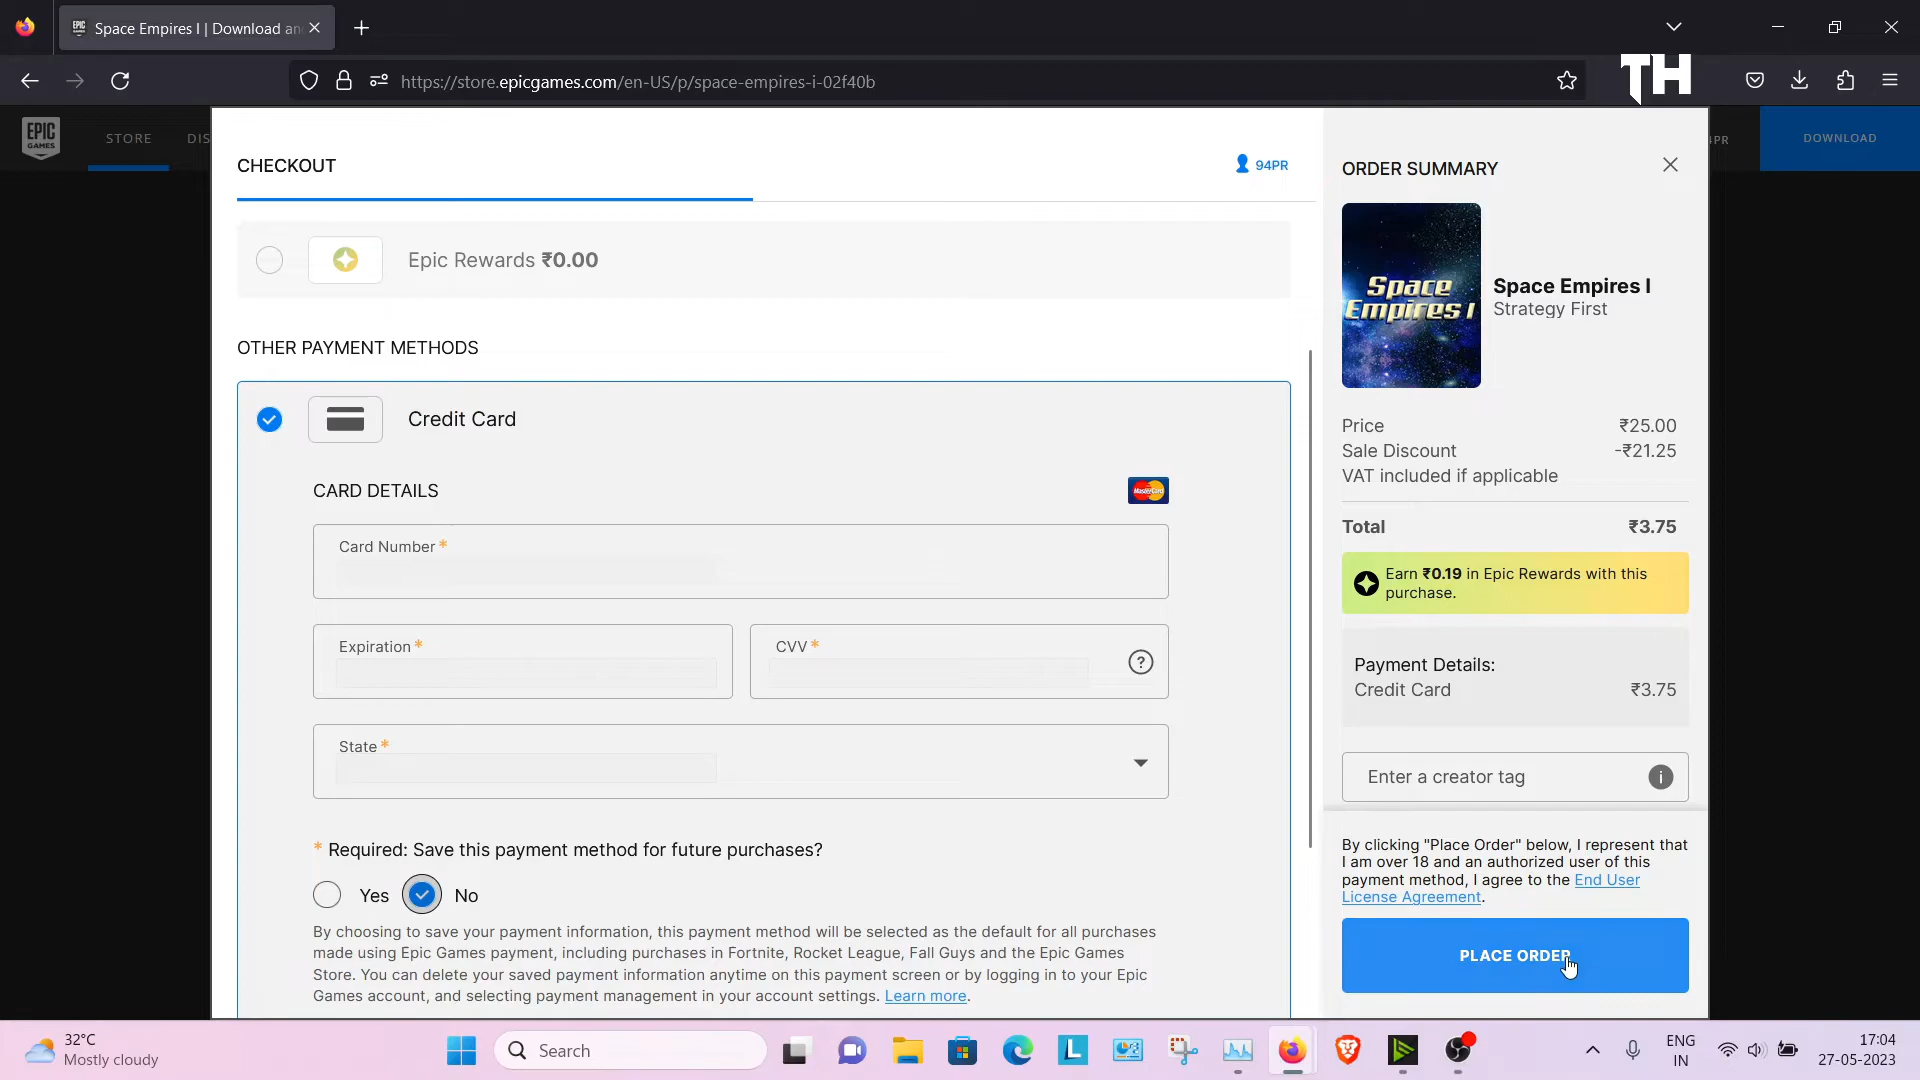 Space Empires I | Download an
https://store.epicgames.com/en-US/p/space-empires-i-02f40b
TH
EPIC GAMES
STORE
DIS
4PR
DOWNLOAD
CHECKOUT
94PR
Epic Rewards ₹0.00
OTHER PAYMENT METHODS
Credit Card
CARD DETAILS
MasterCard
Card Number *
Expiration *
CVV *
?
State *
* Required: Save this payment method for future purchases?
Yes
No
By choosing to save your payment information, this payment method will be selected as the default for all purchases
made using Epic Games payment, including purchases in Fortnite, Rocket League, Fall Guys and the Epic Games
Store. You can delete your saved payment information anytime on this payment screen or by logging in to your Epic
Games account, and selecting payment management in your account settings. Learn more.
ORDER SUMMARY
Space
Empires I
Space Empires I
Strategy First
Price ₹25.00
Sale Discount -₹21.25
VAT included if applicable
Total ₹3.75
Earn ₹0.19 in Epic Rewards with this
purchase.
Payment Details:
Credit Card ₹3.75
Enter a creator tag
i
By clicking "Place Order" below, I represent that
I am over 18 and an authorized user of this
payment method, I agree to the End User
License Agreement.
PLACE ORDER
32°C
Mostly cloudy
Search
L
ENG
IN
17:04
27-05-2023